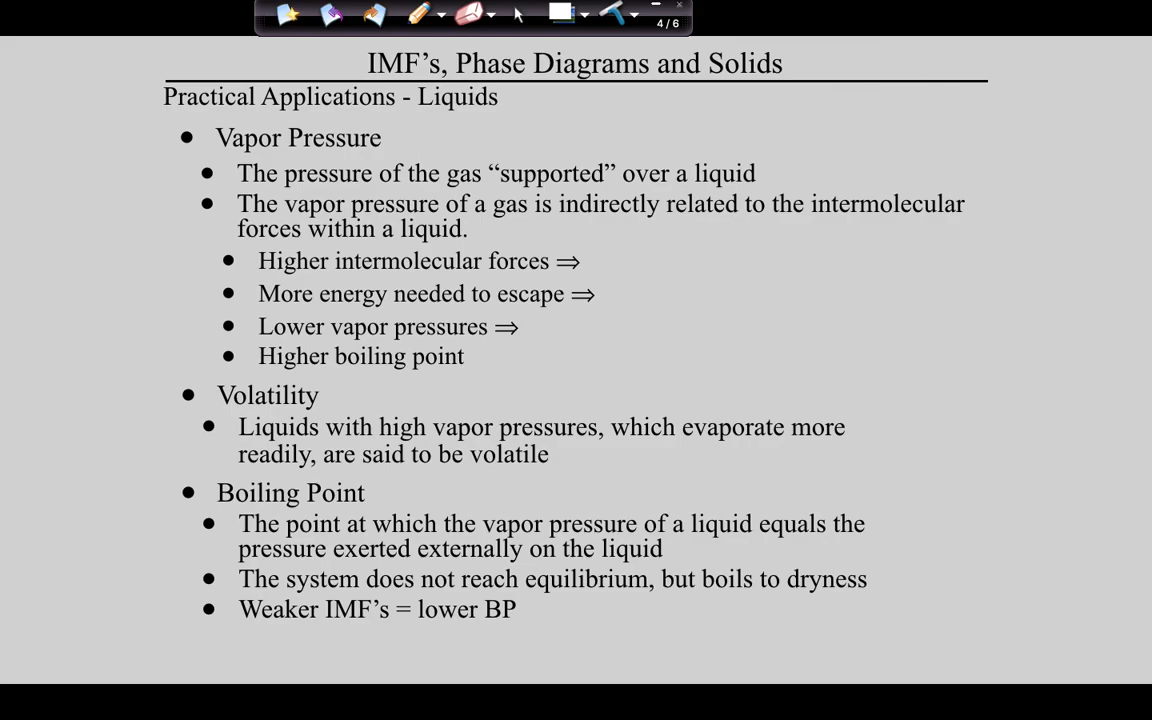 4 / 6
IMF’s, Phase Diagrams and Solids
Practical Applications - Liquids
● Vapor Pressure
● The pressure of the gas “supported” over a liquid
● The vapor pressure of a gas is indirectly related to the intermolecular
forces within a liquid.
● Higher intermolecular forces ⇒
● More energy needed to escape ⇒
● Lower vapor pressures ⇒
● Higher boiling point
● Volatility
● Liquids with high vapor pressures, which evaporate more
readily, are said to be volatile
● Boiling Point
● The point at which the vapor pressure of a liquid equals the
pressure exerted externally on the liquid
● The system does not reach equilibrium, but boils to dryness
● Weaker IMF’s = lower BP